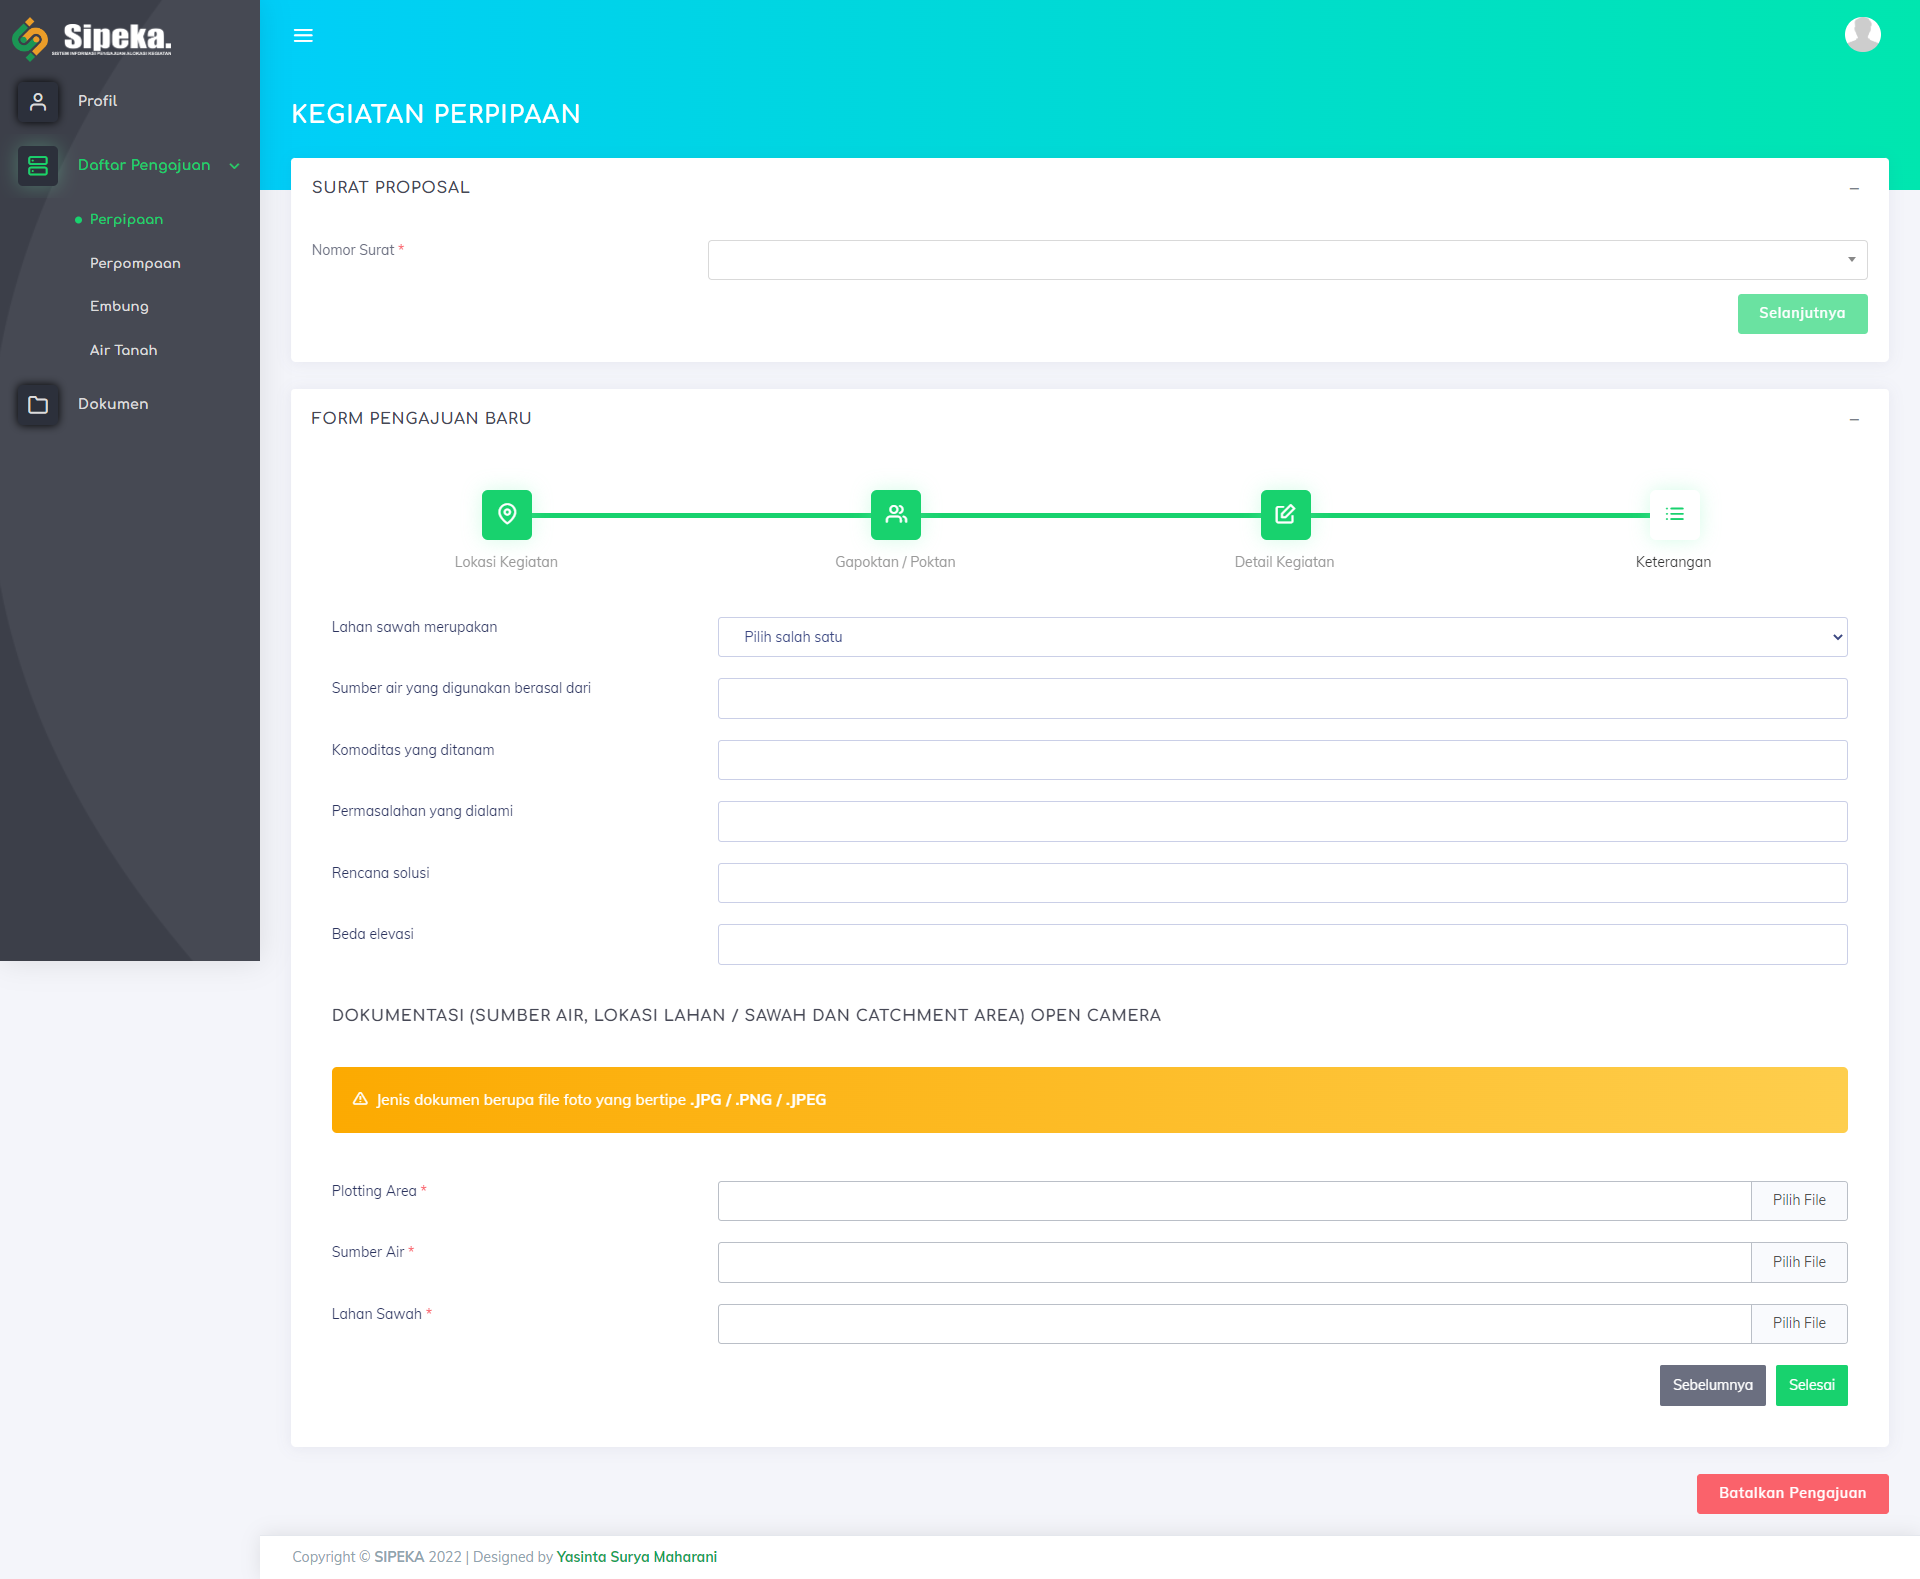 Sipeka.
SISTEM INFORMASI PENGAJUAN ALOKASI KEGIATAN
Profil
Daftar Pengajuan
Perpipaan
Perpompaan
Embung
Air Tanah
Dokumen
KEGIATAN PERPIPAAN
SURAT PROPOSAL
Nomor Surat *
Selanjutnya
FORM PENGAJUAN BARU
Lokasi Kegiatan
Gapoktan / Poktan
Detail Kegiatan
Keterangan
Lahan sawah merupakan
Pilih salah satu
Sumber air yang digunakan berasal dari
Komoditas yang ditanam
Permasalahan yang dialami
Rencana solusi
Beda elevasi
DOKUMENTASI (SUMBER AIR, LOKASI LAHAN / SAWAH DAN CATCHMENT AREA) OPEN CAMERA
Jenis dokumen berupa file foto yang bertipe .JPG / .PNG / .JPEG
Plotting Area *
Pilih File
Sumber Air *
Pilih File
Lahan Sawah *
Pilih File
Sebelumnya
Selesai
Batalkan Pengajuan
Copyright © SIPEKA 2022 | Designed by Yasinta Surya Maharani